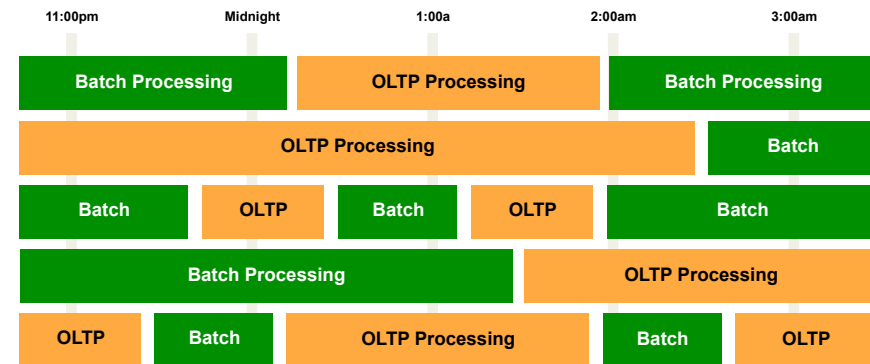 11:00pm Midnight 1:00a 2:00am 3:00am
Batch Processing OLTP Processing Batch Processing
OLTP Processing Batch
Batch OLTP Batch OLTP Batch
Batch Processing OLTP Processing
OLTP Batch OLTP Processing Batch OLTP